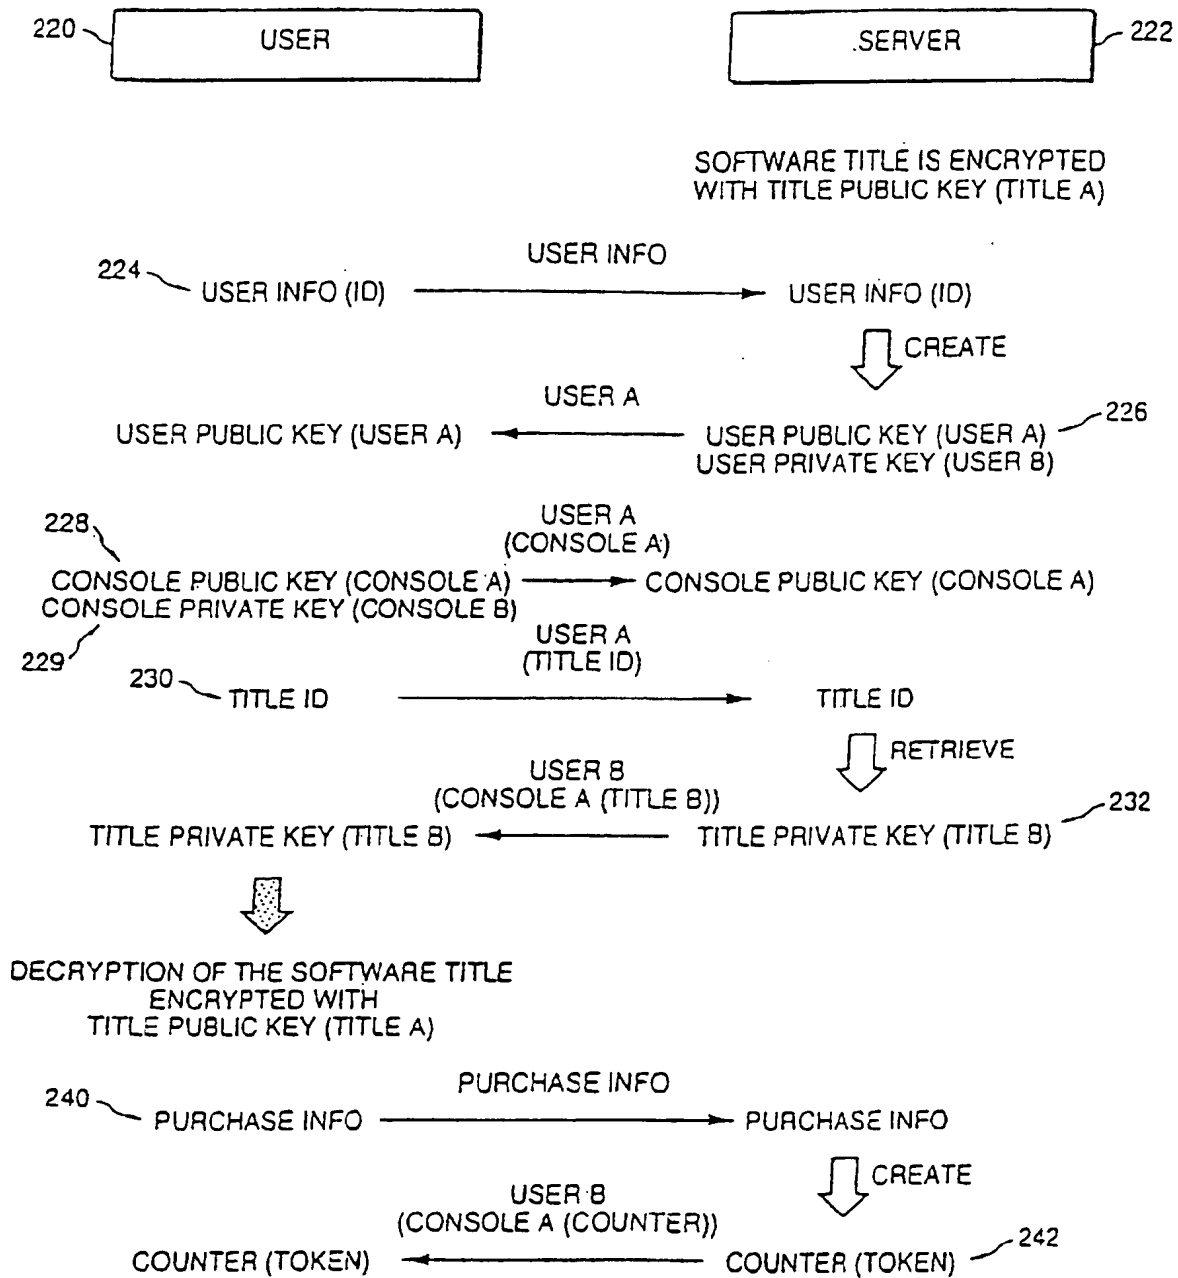 220
USER
.SERVER
222
SOFTWARE TITLE IS ENCRYPTED
WITH TITLE PUBLIC KEY (TITLE A)
USER INFO
224
USER INFO (ID)
USER INFO (ID)
CREATE
USER A
226
USER PUBLIC KEY (USER A)
USER PUBLIC KEY (USER A)
USER PRIVATE KEY (USER B)
228
USER A
(CONSOLE A)
CONSOLE PUBLIC KEY (CONSOLE A)
CONSOLE PUBLIC KEY (CONSOLE A)
CONSOLE PRIVATE KEY (CONSOLE B)
229
USER A
(TITLE ID)
230
TITLE ID
TITLE ID
RETRIEVE
USER B
(CONSOLE A (TITLE B))
232
TITLE PRIVATE KEY (TITLE B)
TITLE PRIVATE KEY (TITLE B)
DECRYPTION OF THE SOFTWARE TITLE
ENCRYPTED WITH
TITLE PUBLIC KEY (TITLE A)
PURCHASE INFO
240
PURCHASE INFO
PURCHASE INFO
CREATE
USER B
(CONSOLE A (COUNTER))
242
COUNTER (TOKEN)
COUNTER (TOKEN)